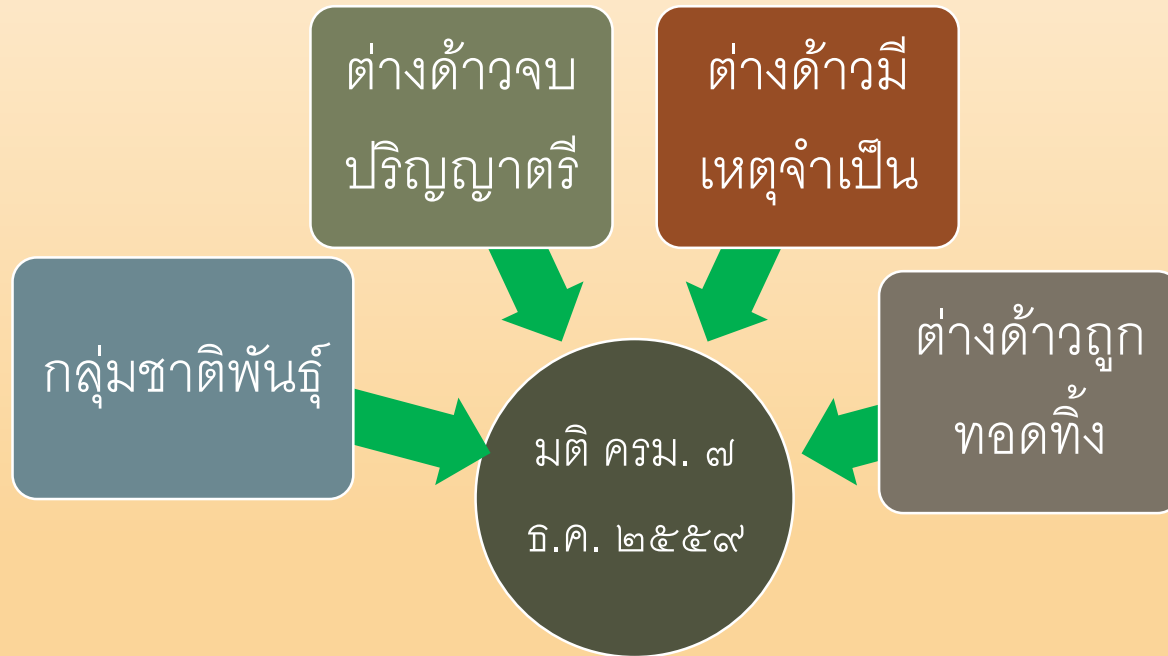 ต่างด้าวจบ
ปริญญาตรี
ต่างด้าวมี
เหตุจำเป็น
กลุ่มชาติพันธุ์
ต่างด้าวถูก
ทอดทิ้ง
มติ ครม. ๗
ธ.ค. ๒๕๕๙